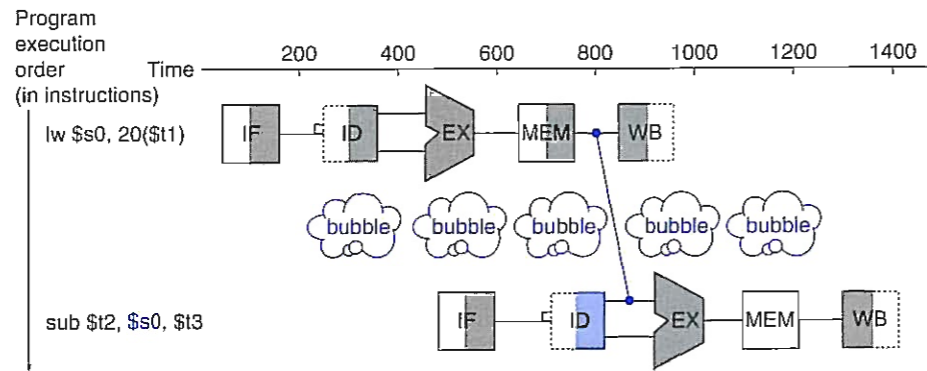 Program
execution
order
(in instructions)
Time
200 400 600 800 1000 1200 1400
lw $s0, 20($t1)
IF ID EX MEM WB
bubble bubble bubble bubble bubble
sub $t2, $s0, $t3
IF ID EX MEM WB